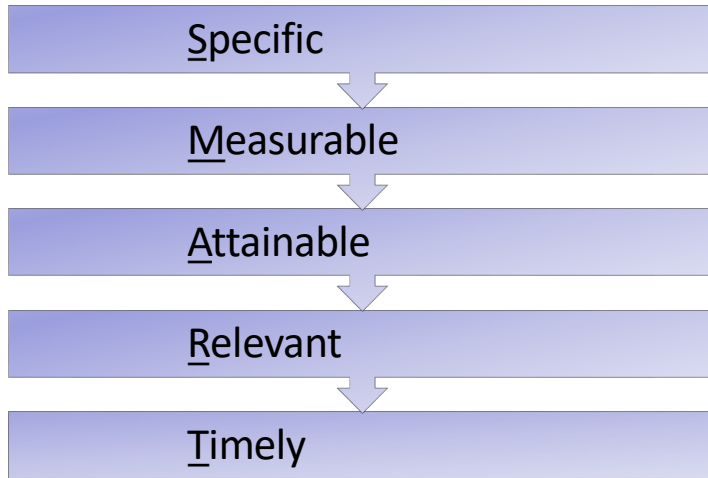 Specific
Measurable
Attainable
Relevant
Timely